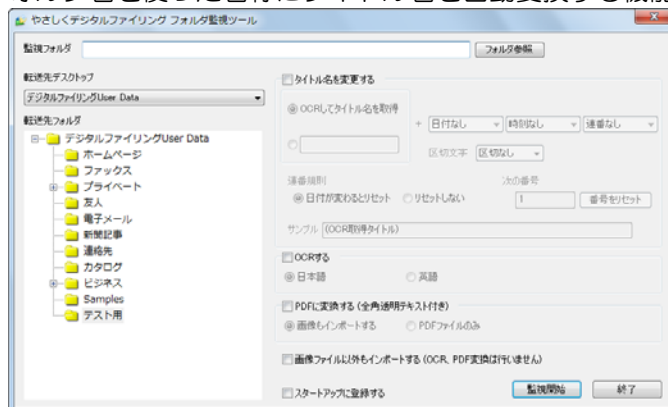 やさしくデジタルファイリング フォルダ監視ツール
監視フォルダ
フォルダ参照
転送先デスクトップ
デジタルファイリングUser Data
転送先フォルダ
デジタルファイリングUser Data
ホームページ
ファックス
プライベート
友人
電子メール
新聞記事
連絡先
カタログ
ビジネス
Samples
テスト用
タイトル名を変更する
OCRしてタイトル名を取得
+ 日付なし 時刻なし 連番なし
区切文字 区切なし
連番規則 次の番号
日付が変わるとリセット リセットしない 1 番号をリセット
サンプル (OCR取得タイトル)
OCRする
日本語 英語
PDFに変換する(全角透明テキスト付き)
画像もインポートする PDFファイルのみ
画像ファイル以外もインポートする(OCR, PDF変換は行いません)
スタートアップに登録する
監視開始 終了